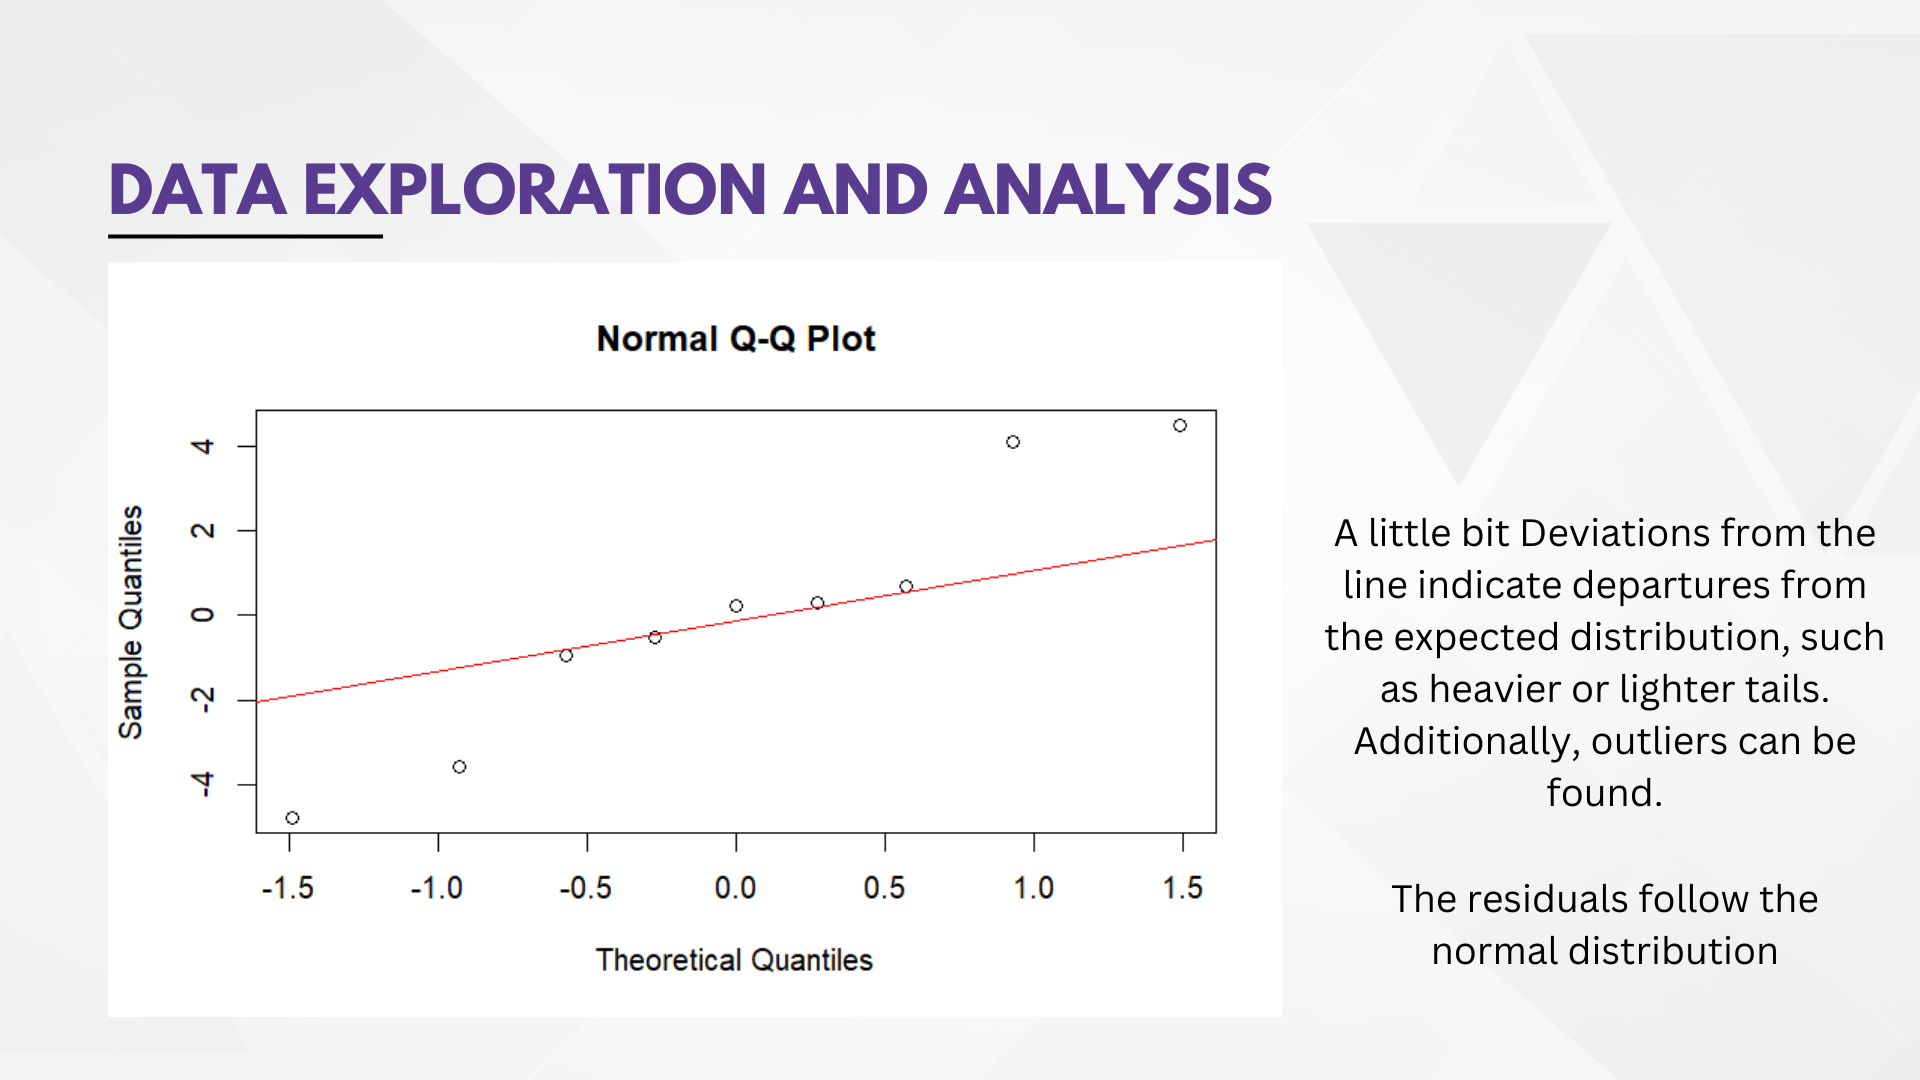 DATA EXPLORATION AND ANALYSIS
Normal Q-Q Plot
Sample Quantiles
4
2
0
-2
-4
-1.5 -1.0 -0.5 0.0 0.5 1.0 1.5
Theoretical Quantiles
A little bit Deviations from the
line indicate departures from
the expected distribution, such
as heavier or lighter tails.
Additionally, outliers can be
found.
The residuals follow the
normal distribution